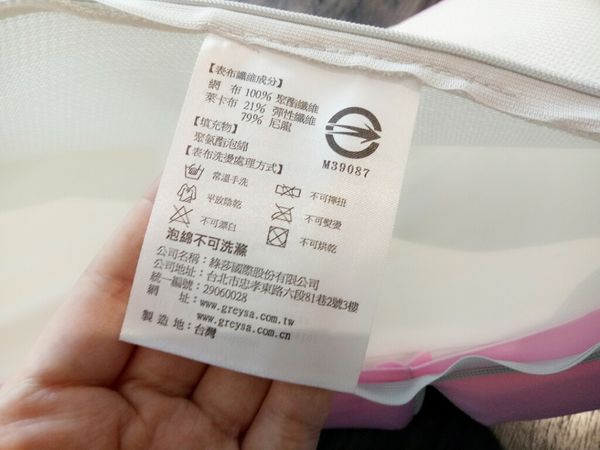 【表布纖維成分】
網　布 100% 聚酯纖維
萊卡布 21% 彈性纖維
79% 尼龍
【填充物】
聚氨酯泡綿
【表布洗燙處理方式】
M39087
常溫手洗 不可擰扭
平放陰乾 不可熨燙
不可漂白 不可烘乾
泡綿不可洗滌
公司名稱：綠莎國際股份有限公司
公司地址：台北市忠孝東路六段81巷2號3樓
統一編號：29060028
網　　址：www.greysa.com.tw
www.greysa.com.cn
製造地：台灣